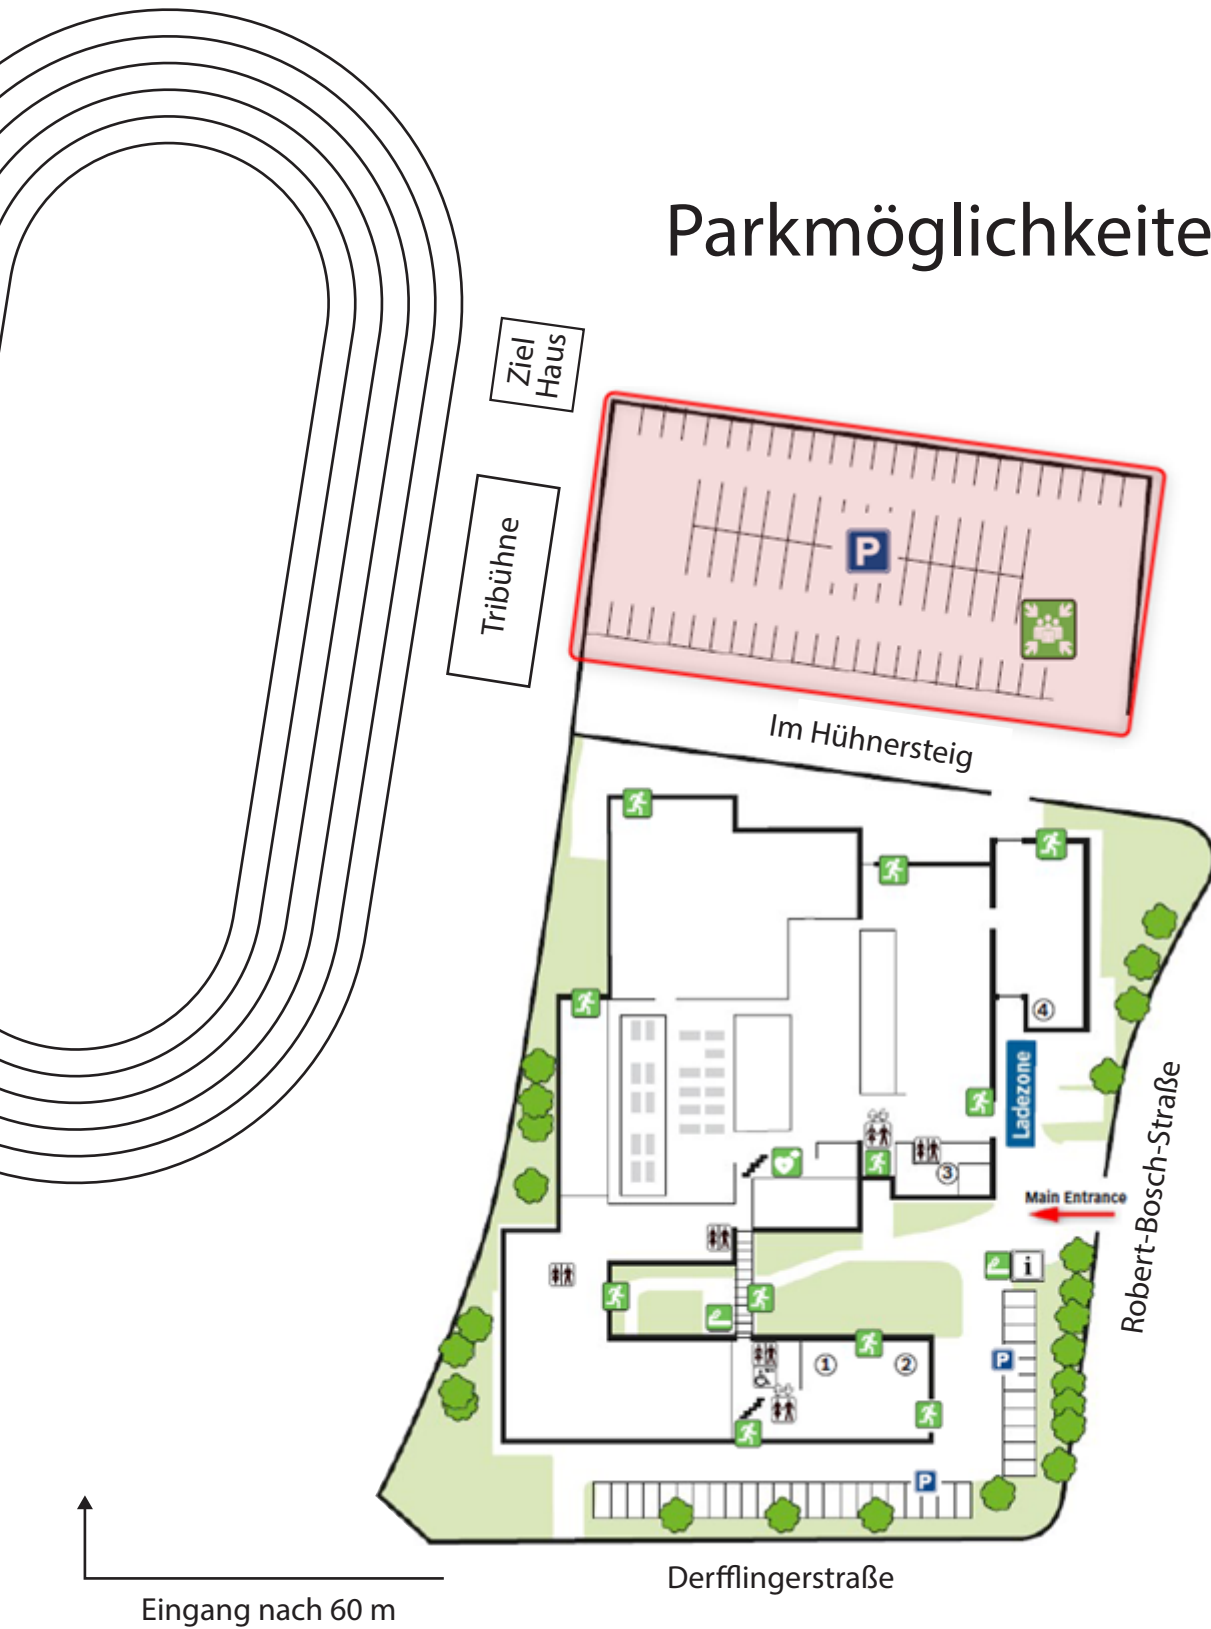 Parkmöglichkeite
Ziel
Haus
Tribühne
P
Im Hühnersteig
4
Ladezone
3
Main Entrance
Robert-Bosch-Straße
i
P
1
2
P
Derfflingerstraße
Eingang nach 60 m